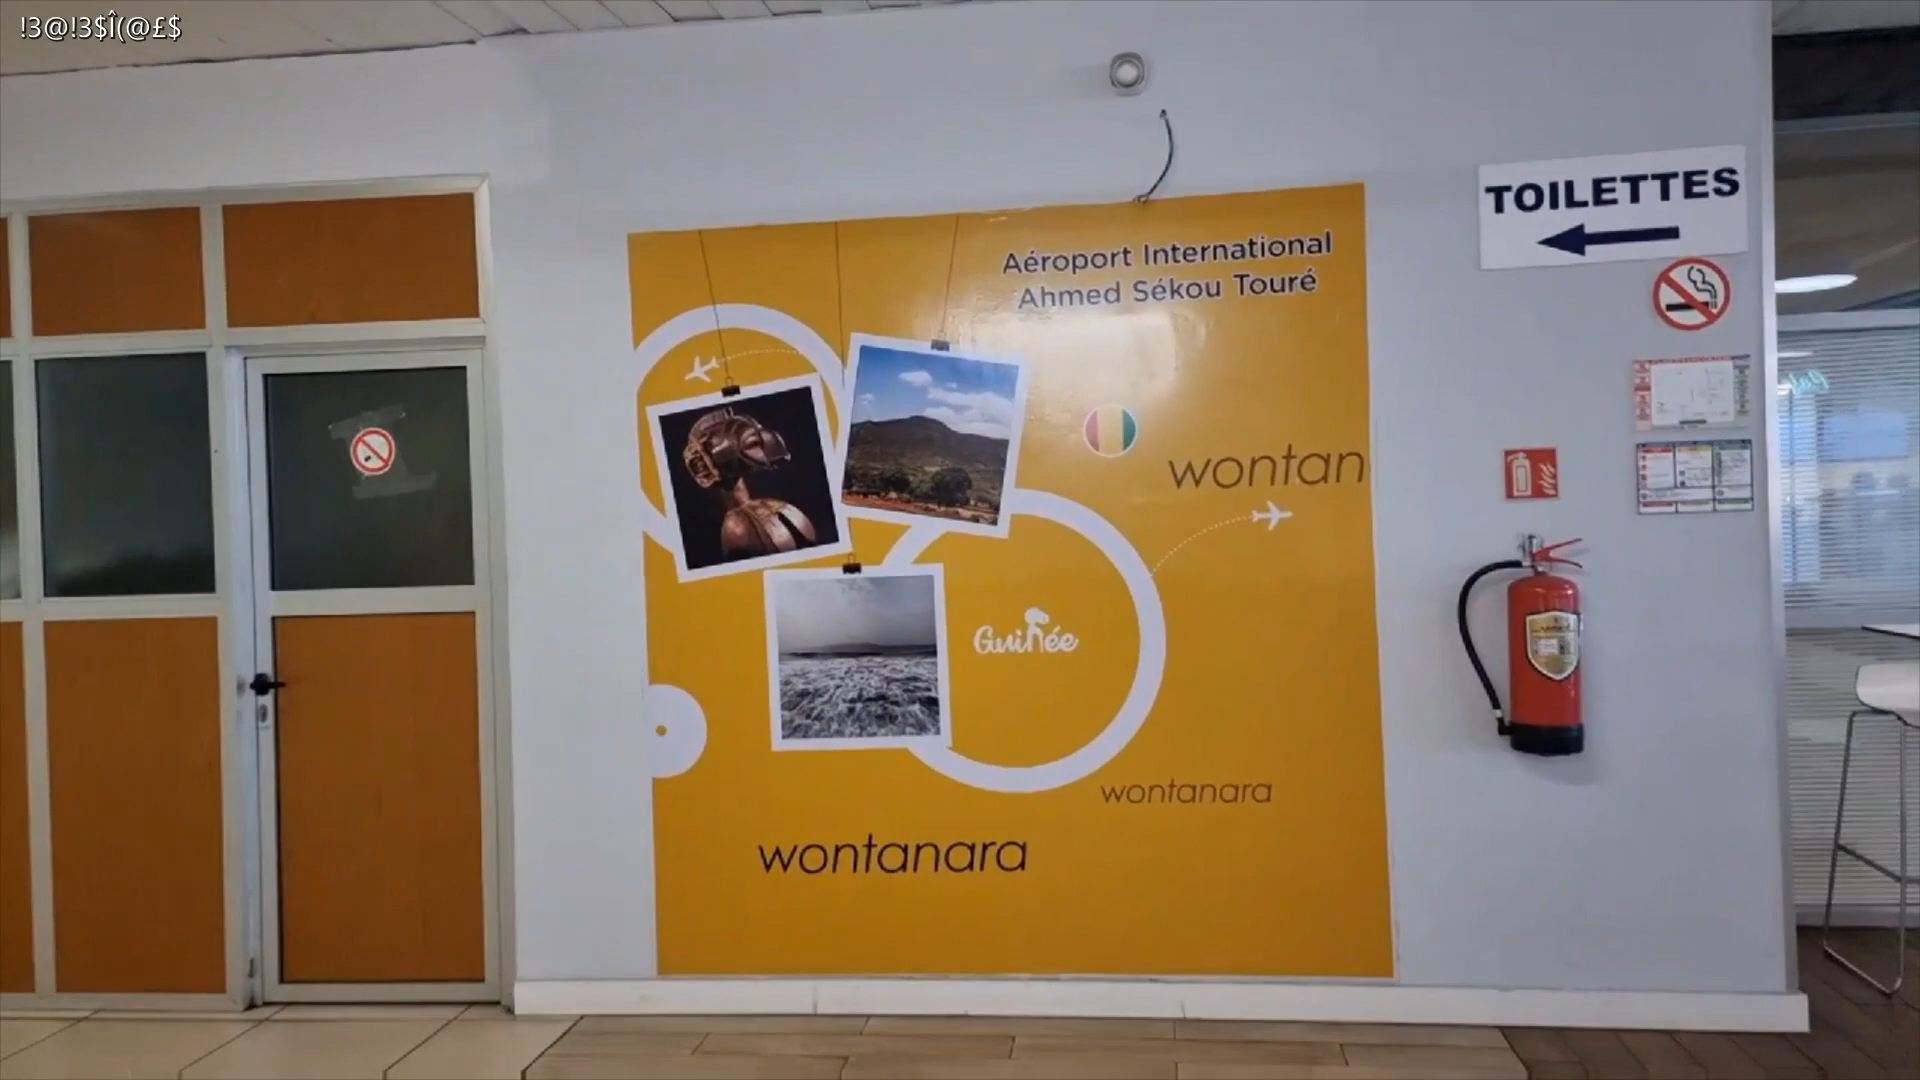 !3@!3$Î(@£$
TOILETTES
Aéroport International
Ahmed Sékou Touré
wontan
Guinée
wontanara
wontanara